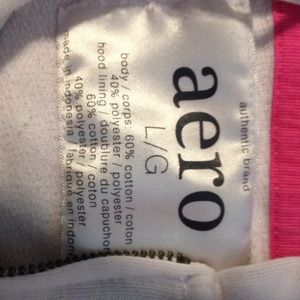 authentic brand
aero
L/G
body / corps 60% cotton / coton
40% polyester / polyester
hood lining / doublure du capuchon
60% cotton / coton
40% polyester / polyester
made in Indonesia / fabriqué en Indon